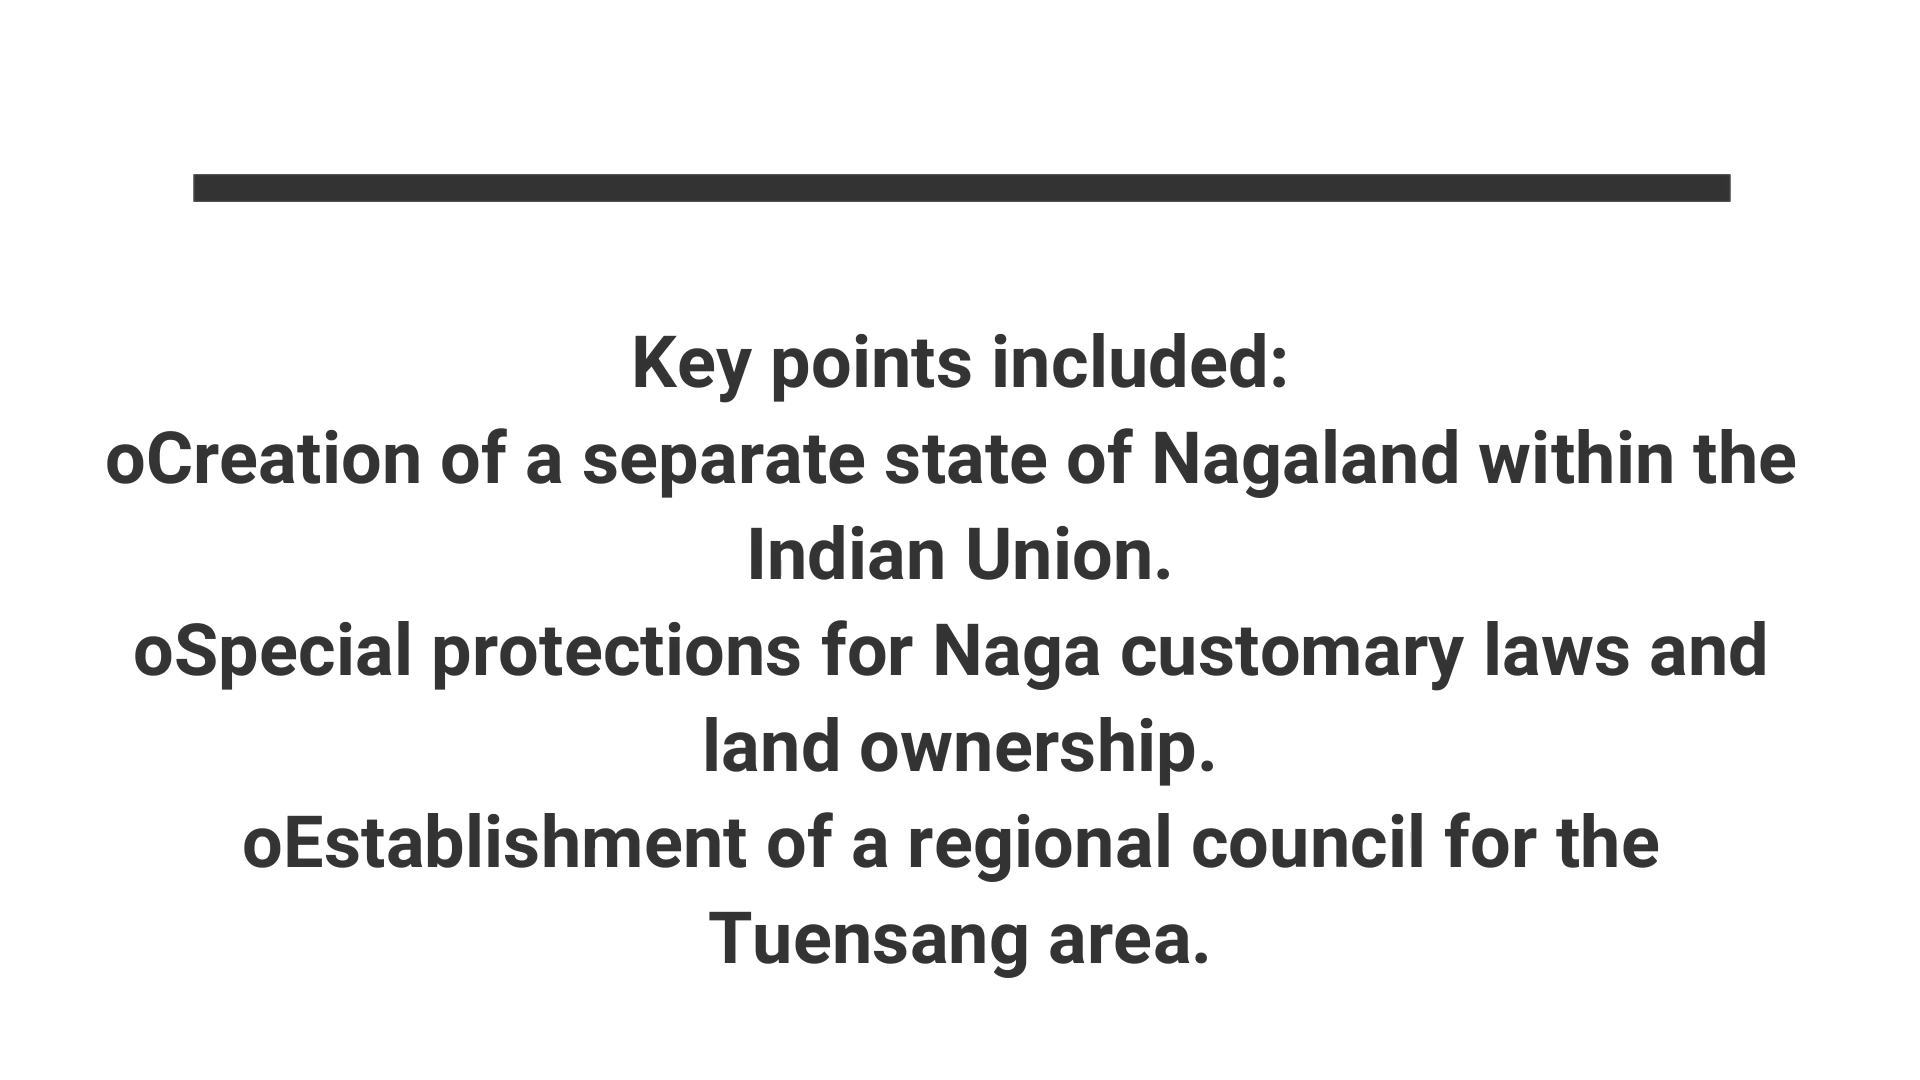 Key points included:
oCreation of a separate state of Nagaland within the
Indian Union.
oSpecial protections for Naga customary laws and
land ownership.
oEstablishment of a regional council for the
Tuensang area.